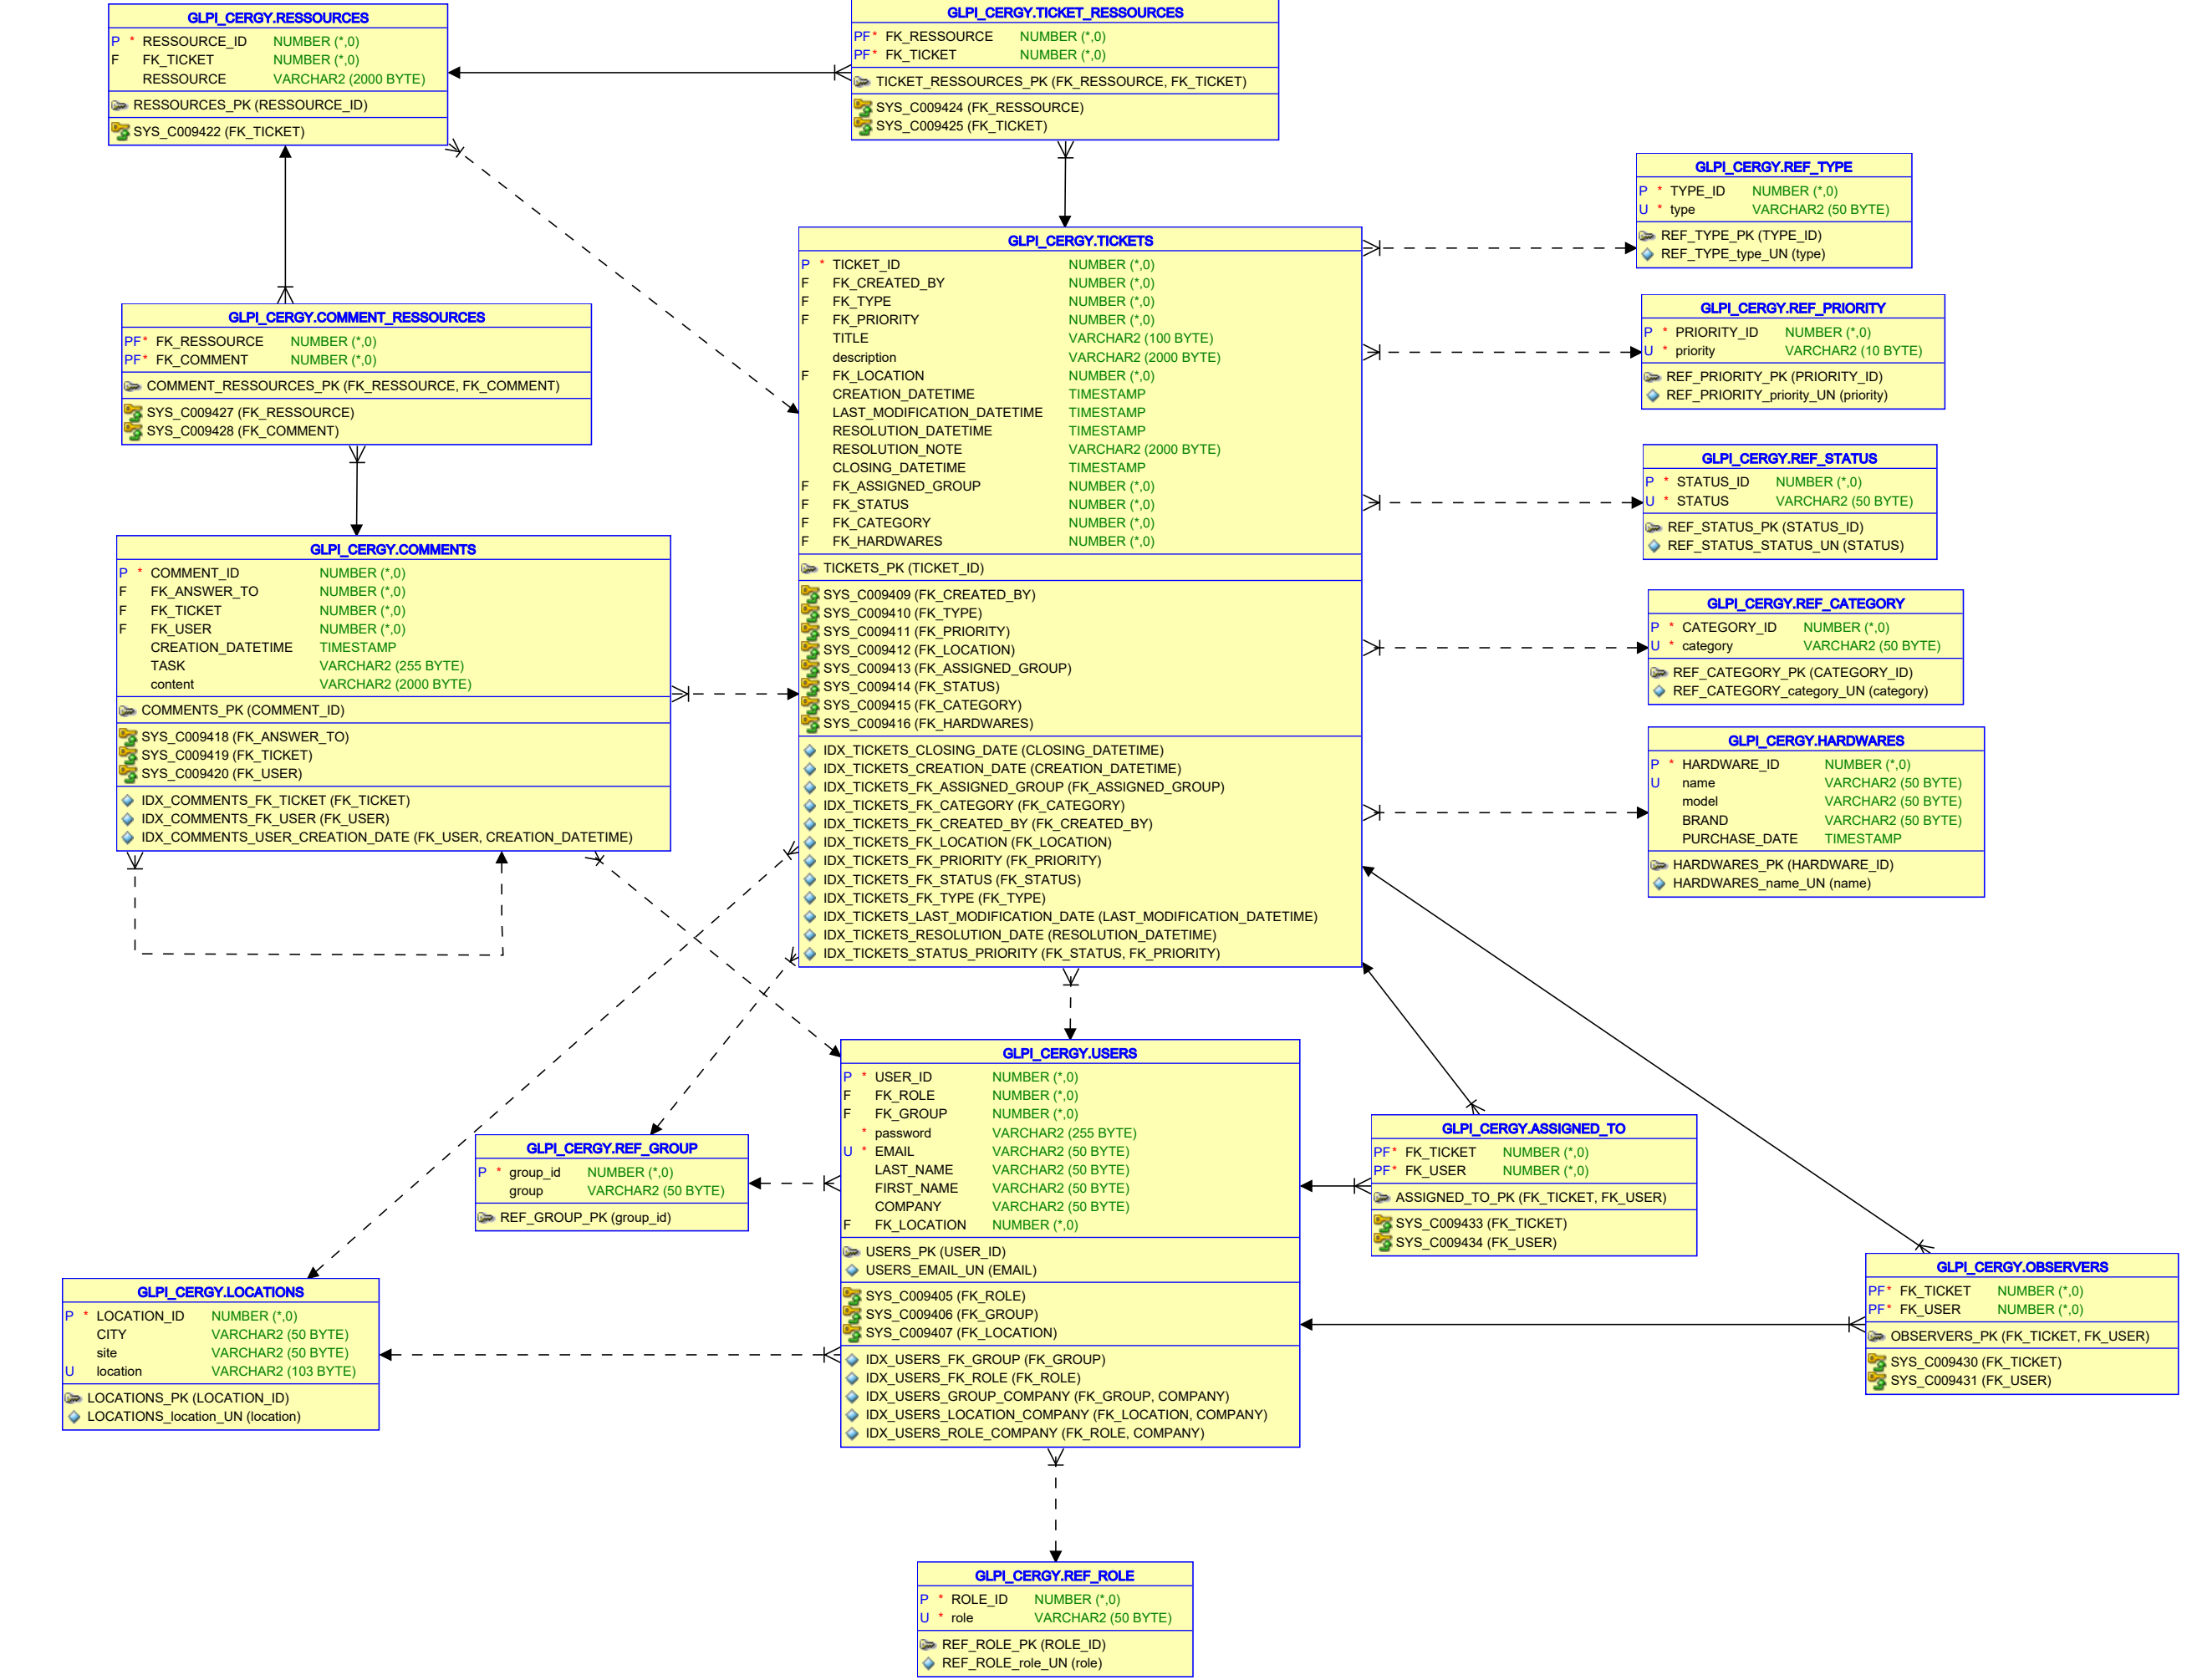 GLPI_CERGY.RESSOURCES
P * RESSOURCE_ID NUMBER (*,0)
F FK_TICKET NUMBER (*,0)
RESSOURCE VARCHAR2 (2000 BYTE)
RESSOURCES_PK (RESSOURCE_ID)
SYS_C009422 (FK_TICKET)
GLPI_CERGY.TICKET_RESSOURCES
PF* FK_RESSOURCE NUMBER (*,0)
PF* FK_TICKET NUMBER (*,0)
TICKET_RESSOURCES_PK (FK_RESSOURCE, FK_TICKET)
SYS_C009424 (FK_RESSOURCE)
SYS_C009425 (FK_TICKET)
GLPI_CERGY.REF_TYPE
P * TYPE_ID NUMBER (*,0)
U * type VARCHAR2 (50 BYTE)
REF_TYPE_PK (TYPE_ID)
REF_TYPE_type_UN (type)
GLPI_CERGY.TICKETS
P * TICKET_ID NUMBER (*,0)
F FK_CREATED_BY NUMBER (*,0)
F FK_TYPE NUMBER (*,0)
F FK_PRIORITY NUMBER (*,0)
TITLE VARCHAR2 (100 BYTE)
description VARCHAR2 (2000 BYTE)
F FK_LOCATION NUMBER (*,0)
CREATION_DATETIME TIMESTAMP
LAST_MODIFICATION_DATETIME TIMESTAMP
RESOLUTION_DATETIME TIMESTAMP
RESOLUTION_NOTE VARCHAR2 (2000 BYTE)
CLOSING_DATETIME TIMESTAMP
F FK_ASSIGNED_GROUP NUMBER (*,0)
F FK_STATUS NUMBER (*,0)
F FK_CATEGORY NUMBER (*,0)
F FK_HARDWARES NUMBER (*,0)
TICKETS_PK (TICKET_ID)
SYS_C009409 (FK_CREATED_BY)
SYS_C009410 (FK_TYPE)
SYS_C009411 (FK_PRIORITY)
SYS_C009412 (FK_LOCATION)
SYS_C009413 (FK_ASSIGNED_GROUP)
SYS_C009414 (FK_STATUS)
SYS_C009415 (FK_CATEGORY)
SYS_C009416 (FK_HARDWARES)
IDX_TICKETS_CLOSING_DATE (CLOSING_DATETIME)
IDX_TICKETS_CREATION_DATE (CREATION_DATETIME)
IDX_TICKETS_FK_ASSIGNED_GROUP (FK_ASSIGNED_GROUP)
IDX_TICKETS_FK_CATEGORY (FK_CATEGORY)
IDX_TICKETS_FK_CREATED_BY (FK_CREATED_BY)
IDX_TICKETS_FK_LOCATION (FK_LOCATION)
IDX_TICKETS_FK_PRIORITY (FK_PRIORITY)
IDX_TICKETS_FK_STATUS (FK_STATUS)
IDX_TICKETS_FK_TYPE (FK_TYPE)
IDX_TICKETS_LAST_MODIFICATION_DATE (LAST_MODIFICATION_DATETIME)
IDX_TICKETS_RESOLUTION_DATE (RESOLUTION_DATETIME)
IDX_TICKETS_STATUS_PRIORITY (FK_STATUS, FK_PRIORITY)
GLPI_CERGY.REF_PRIORITY
P * PRIORITY_ID NUMBER (*,0)
U * priority VARCHAR2 (10 BYTE)
REF_PRIORITY_PK (PRIORITY_ID)
REF_PRIORITY_priority_UN (priority)
GLPI_CERGY.COMMENT_RESSOURCES
PF* FK_RESSOURCE NUMBER (*,0)
PF* FK_COMMENT NUMBER (*,0)
COMMENT_RESSOURCES_PK (FK_RESSOURCE, FK_COMMENT)
SYS_C009427 (FK_RESSOURCE)
SYS_C009428 (FK_COMMENT)
GLPI_CERGY.REF_STATUS
P * STATUS_ID NUMBER (*,0)
U * STATUS VARCHAR2 (50 BYTE)
REF_STATUS_PK (STATUS_ID)
REF_STATUS_STATUS_UN (STATUS)
GLPI_CERGY.COMMENTS
P * COMMENT_ID NUMBER (*,0)
F FK_ANSWER_TO NUMBER (*,0)
F FK_TICKET NUMBER (*,0)
F FK_USER NUMBER (*,0)
CREATION_DATETIME TIMESTAMP
TASK VARCHAR2 (255 BYTE)
content VARCHAR2 (2000 BYTE)
COMMENTS_PK (COMMENT_ID)
SYS_C009418 (FK_ANSWER_TO)
SYS_C009419 (FK_TICKET)
SYS_C009420 (FK_USER)
IDX_COMMENTS_FK_TICKET (FK_TICKET)
IDX_COMMENTS_FK_USER (FK_USER)
IDX_COMMENTS_USER_CREATION_DATE (FK_USER, CREATION_DATETIME)
GLPI_CERGY.REF_CATEGORY
P * CATEGORY_ID NUMBER (*,0)
U * category VARCHAR2 (50 BYTE)
REF_CATEGORY_PK (CATEGORY_ID)
REF_CATEGORY_category_UN (category)
GLPI_CERGY.HARDWARES
P * HARDWARE_ID NUMBER (*,0)
U name VARCHAR2 (50 BYTE)
model VARCHAR2 (50 BYTE)
BRAND VARCHAR2 (50 BYTE)
PURCHASE_DATE TIMESTAMP
HARDWARES_PK (HARDWARE_ID)
HARDWARES_name_UN (name)
GLPI_CERGY.USERS
P * USER_ID NUMBER (*,0)
F FK_ROLE NUMBER (*,0)
F FK_GROUP NUMBER (*,0)
* password VARCHAR2 (255 BYTE)
U * EMAIL VARCHAR2 (50 BYTE)
LAST_NAME VARCHAR2 (50 BYTE)
FIRST_NAME VARCHAR2 (50 BYTE)
COMPANY VARCHAR2 (50 BYTE)
F FK_LOCATION NUMBER (*,0)
USERS_PK (USER_ID)
USERS_EMAIL_UN (EMAIL)
SYS_C009405 (FK_ROLE)
SYS_C009406 (FK_GROUP)
SYS_C009407 (FK_LOCATION)
IDX_USERS_FK_GROUP (FK_GROUP)
IDX_USERS_FK_ROLE (FK_ROLE)
IDX_USERS_GROUP_COMPANY (FK_GROUP, COMPANY)
IDX_USERS_LOCATION_COMPANY (FK_LOCATION, COMPANY)
IDX_USERS_ROLE_COMPANY (FK_ROLE, COMPANY)
GLPI_CERGY.REF_GROUP
P * group_id NUMBER (*,0)
group VARCHAR2 (50 BYTE)
REF_GROUP_PK (group_id)
GLPI_CERGY.ASSIGNED_TO
PF* FK_TICKET NUMBER (*,0)
PF* FK_USER NUMBER (*,0)
ASSIGNED_TO_PK (FK_TICKET, FK_USER)
SYS_C009433 (FK_TICKET)
SYS_C009434 (FK_USER)
GLPI_CERGY.OBSERVERS
PF* FK_TICKET NUMBER (*,0)
PF* FK_USER NUMBER (*,0)
OBSERVERS_PK (FK_TICKET, FK_USER)
SYS_C009430 (FK_TICKET)
SYS_C009431 (FK_USER)
GLPI_CERGY.LOCATIONS
P * LOCATION_ID NUMBER (*,0)
CITY VARCHAR2 (50 BYTE)
site VARCHAR2 (50 BYTE)
U location VARCHAR2 (103 BYTE)
LOCATIONS_PK (LOCATION_ID)
LOCATIONS_location_UN (location)
GLPI_CERGY.REF_ROLE
P * ROLE_ID NUMBER (*,0)
U * role VARCHAR2 (50 BYTE)
REF_ROLE_PK (ROLE_ID)
REF_ROLE_role_UN (role)